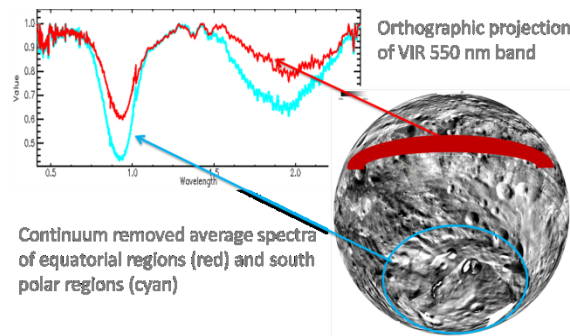 Orthographic projection
of VIR 550 nm band
1.0
0.9
0.8
0.7
0.6
0.5
Value
0.5
1.0
1.5
2.0
Wavelength
Continuum removed average spectra
of equatorial regions (red) and south
polar regions (cyan)